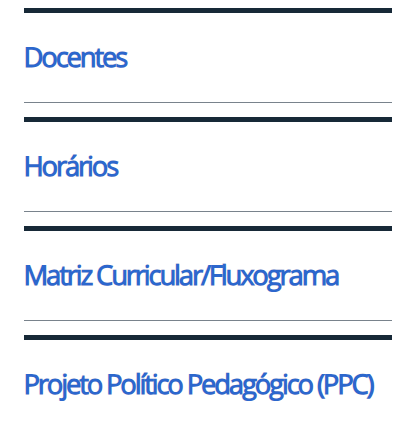 Docentes
Horários
Matriz Curricular/Fluxograma
Projeto Político Pedagógico (PPC)